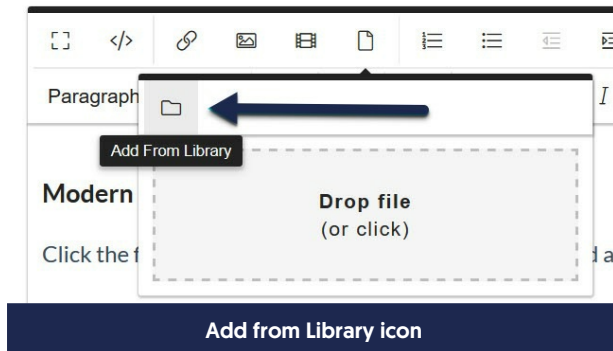 Paragraph
I
Add From Library
Modern
Drop file
(or click)
Click the f
d a
Add from Library icon